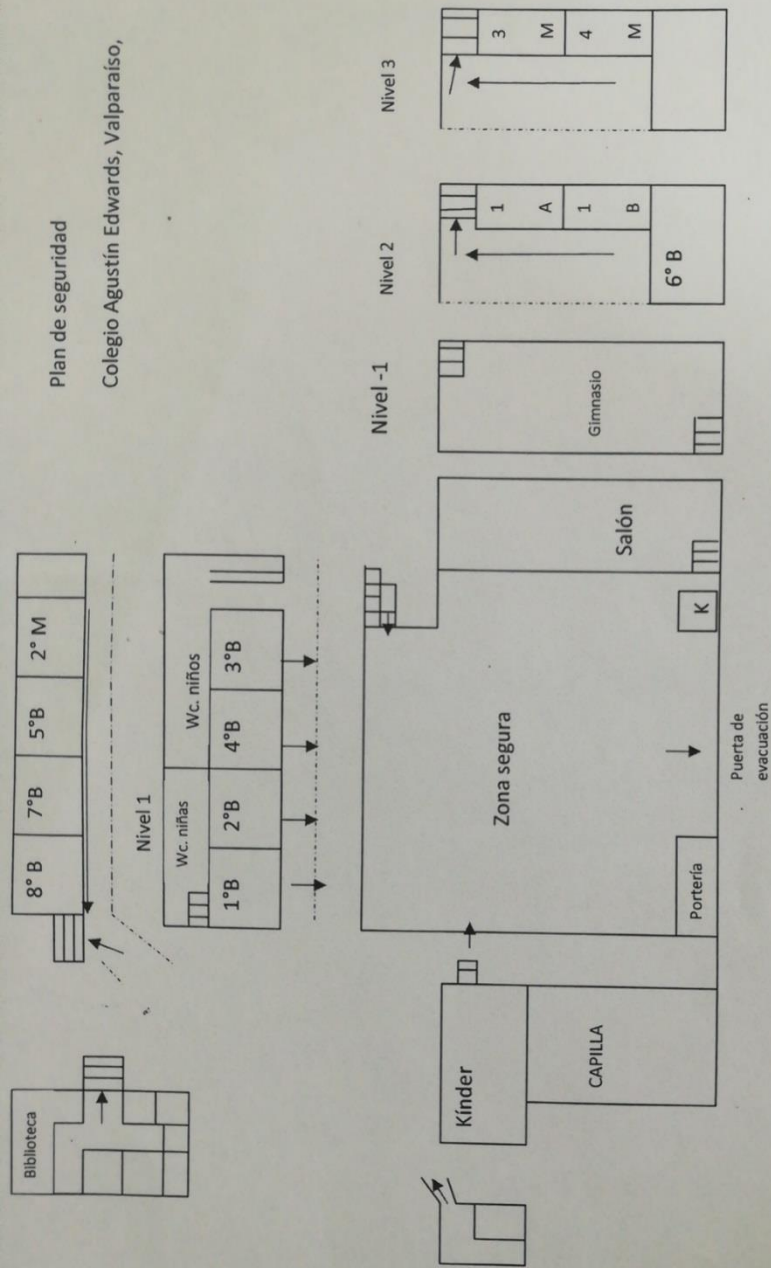 Plan de seguridad
Colegio Agustín Edwards, Valparaíso,
Biblioteca
8° B
7°B
5°B
2° M
Nivel 1
Wc. niñas
Wc. niños
1°B
2°B
4°B
3°B
Kínder
CAPILLA
Zona segura
Portería
K
Salón
Puerta de
evacuación
Nivel -1
Gimnasio
Nivel 2
1 A
1 B
6° B
Nivel 3
3 M
4 M